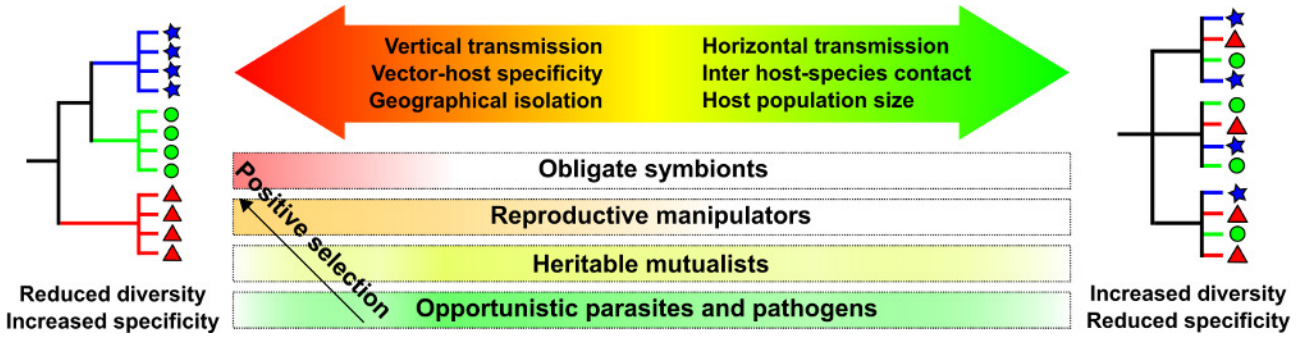 Vertical transmission
Vector-host specificity
Geographical isolation
Horizontal transmission
Inter host-species contact
Host population size
Obligate symbionts
Reproductive manipulators
Heritable mutualists
Opportunistic parasites and pathogens
Positive selection
Reduced diversity
Increased specificity
Increased diversity
Reduced specificity